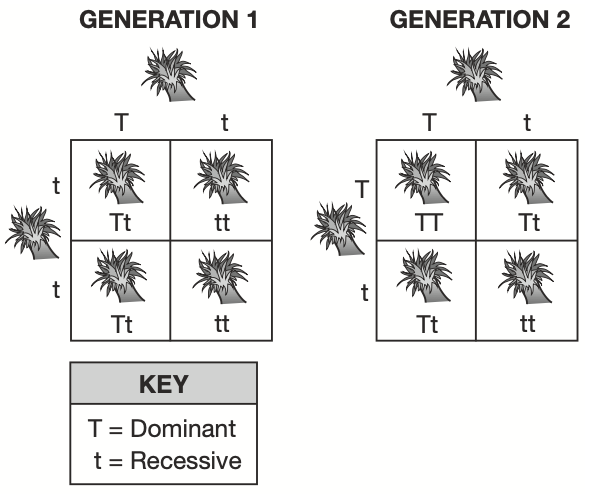 GENERATION 1
T t
t
Tt tt
t
Tt tt
GENERATION 2
T t
T
TT Tt
t
Tt tt
KEY
T = Dominant
t = Recessive